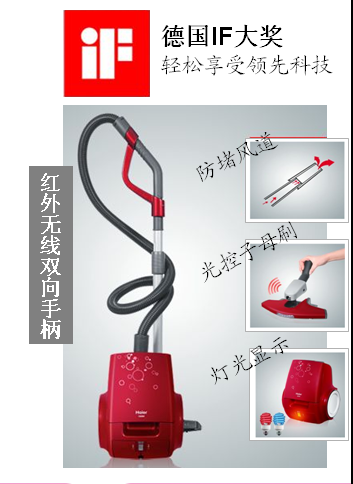 iF
德国IF大奖
轻松享受领先科技
红外无线双向手柄
防堵风道
光控子母刷
灯光显示
Haier